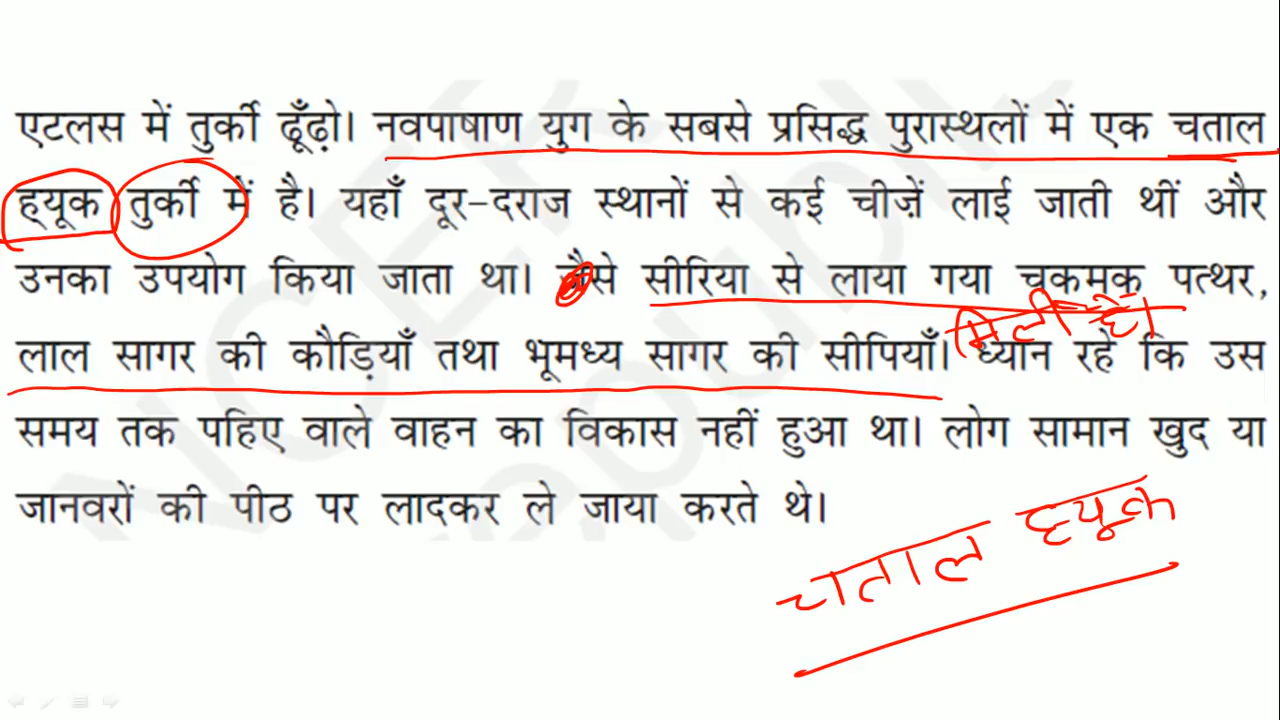 एटलस में तुर्की ढूँढ़ो। नवपाषाण युग के सबसे प्रसिद्ध पुरास्थलों में एक चताल
ह्यूक तुर्की में है। यहाँ दूर-दराज स्थानों से कई चीज़ें लाई जाती थीं और
उनका उपयोग किया जाता था। जैसे सीरिया से लाया गया चकमक पत्थर,
मिली है।
लाल सागर की कौड़ियाँ तथा भूमध्य सागर की सीपियाँ। ध्यान रहे कि उस
समय तक पहिए वाले वाहन का विकास नहीं हुआ था। लोग सामान खुद या
जानवरों की पीठ पर लादकर ले जाया करते थे।
चताल ह्यूक